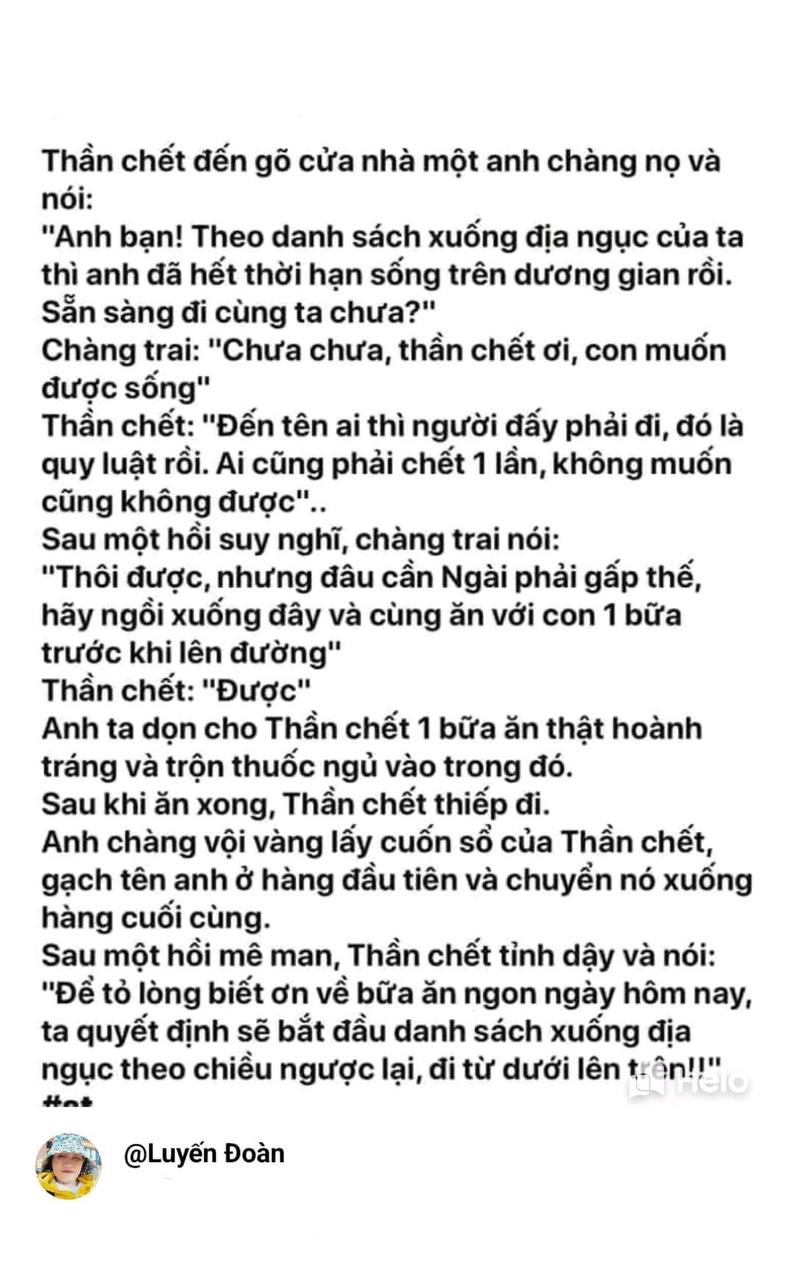 Thần chết đến gõ cửa nhà một anh chàng nọ và
nói:
"Anh bạn! Theo danh sách xuống địa ngục của ta
thì anh đã hết thời hạn sống trên dương gian rồi.
Sẵn sàng đi cùng ta chưa?"
Chàng trai: "Chưa chưa, thần chết ơi, con muốn
được sống"
Thần chết: "Đến tên ai thì người đấy phải đi, đó là
quy luật rồi. Ai cũng phải chết 1 lần, không muốn
cũng không được"..
Sau một hồi suy nghĩ, chàng trai nói:
"Thôi được, nhưng đâu cần Ngài phải gấp thế,
hãy ngồi xuống đây và cùng ăn với con 1 bữa
trước khi lên đường"
Thần chết: "Được"
Anh ta dọn cho Thần chết 1 bữa ăn thật hoành
tráng và trộn thuốc ngủ vào trong đó.
Sau khi ăn xong, Thần chết thiếp đi.
Anh chàng vội vàng lấy cuốn sổ của Thần chết,
gạch tên anh ở hàng đầu tiên và chuyển nó xuống
hàng cuối cùng.
Sau một hồi mê man, Thần chết tỉnh dậy và nói:
"Để tỏ lòng biết ơn về bữa ăn ngon ngày hôm nay,
ta quyết định sẽ bắt đầu danh sách xuống địa
ngục theo chiều ngược lại, đi từ dưới lên trên!!"
Helo
@Luyến Đoàn